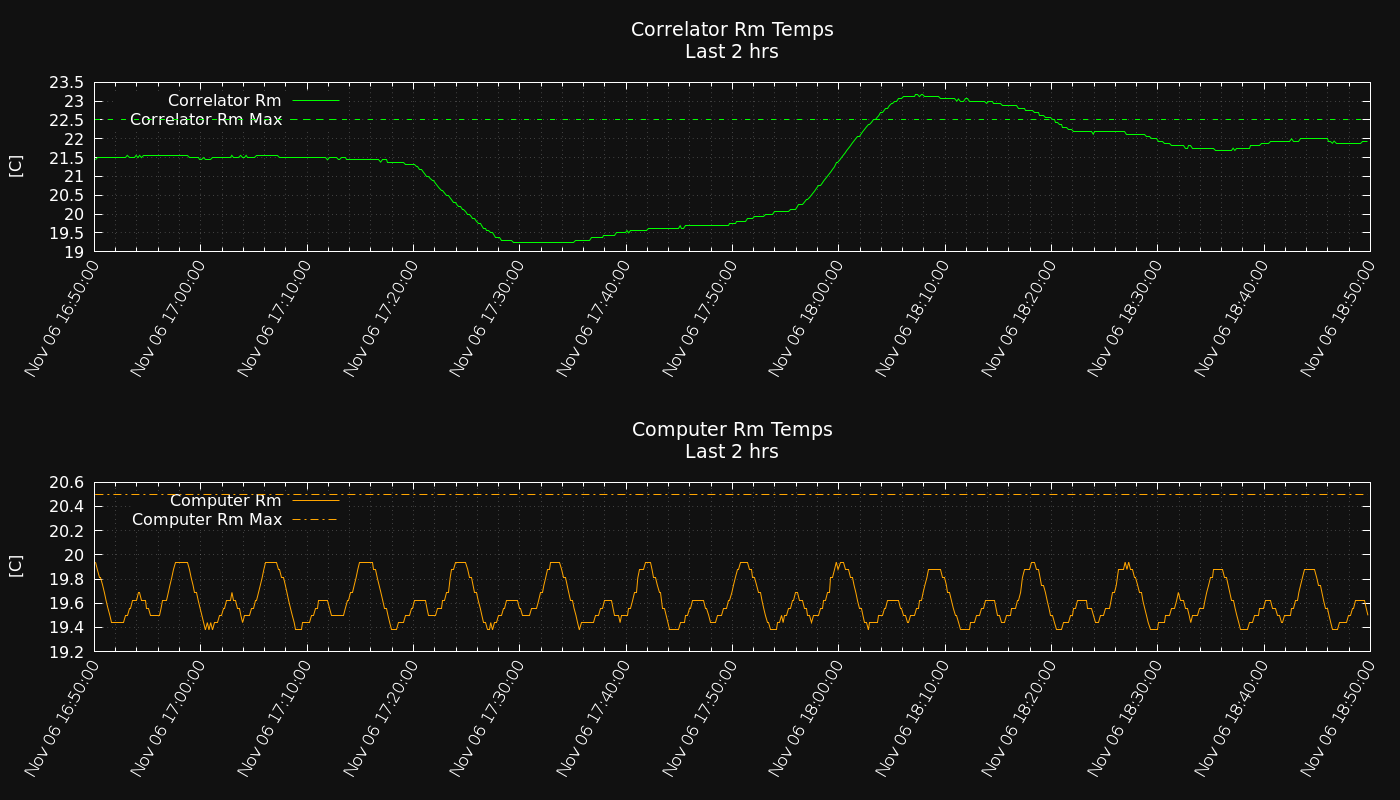 Correlator Rm Temps
Last 2 hrs
[C]
23.5
23
22.5
22
21.5
21
20.5
20
19.5
19
Correlator Rm
Correlator Rm Max
Nov 06 16:50:00
Nov 06 17:00:00
Nov 06 17:10:00
Nov 06 17:20:00
Nov 06 17:30:00
Nov 06 17:40:00
Nov 06 17:50:00
Nov 06 18:00:00
Nov 06 18:10:00
Nov 06 18:20:00
Nov 06 18:30:00
Nov 06 18:40:00
Nov 06 18:50:00
Computer Rm Temps
Last 2 hrs
[C]
20.6
20.4
20.2
20
19.8
19.6
19.4
19.2
Computer Rm
Computer Rm Max
Nov 06 16:50:00
Nov 06 17:00:00
Nov 06 17:10:00
Nov 06 17:20:00
Nov 06 17:30:00
Nov 06 17:40:00
Nov 06 17:50:00
Nov 06 18:00:00
Nov 06 18:10:00
Nov 06 18:20:00
Nov 06 18:30:00
Nov 06 18:40:00
Nov 06 18:50:00